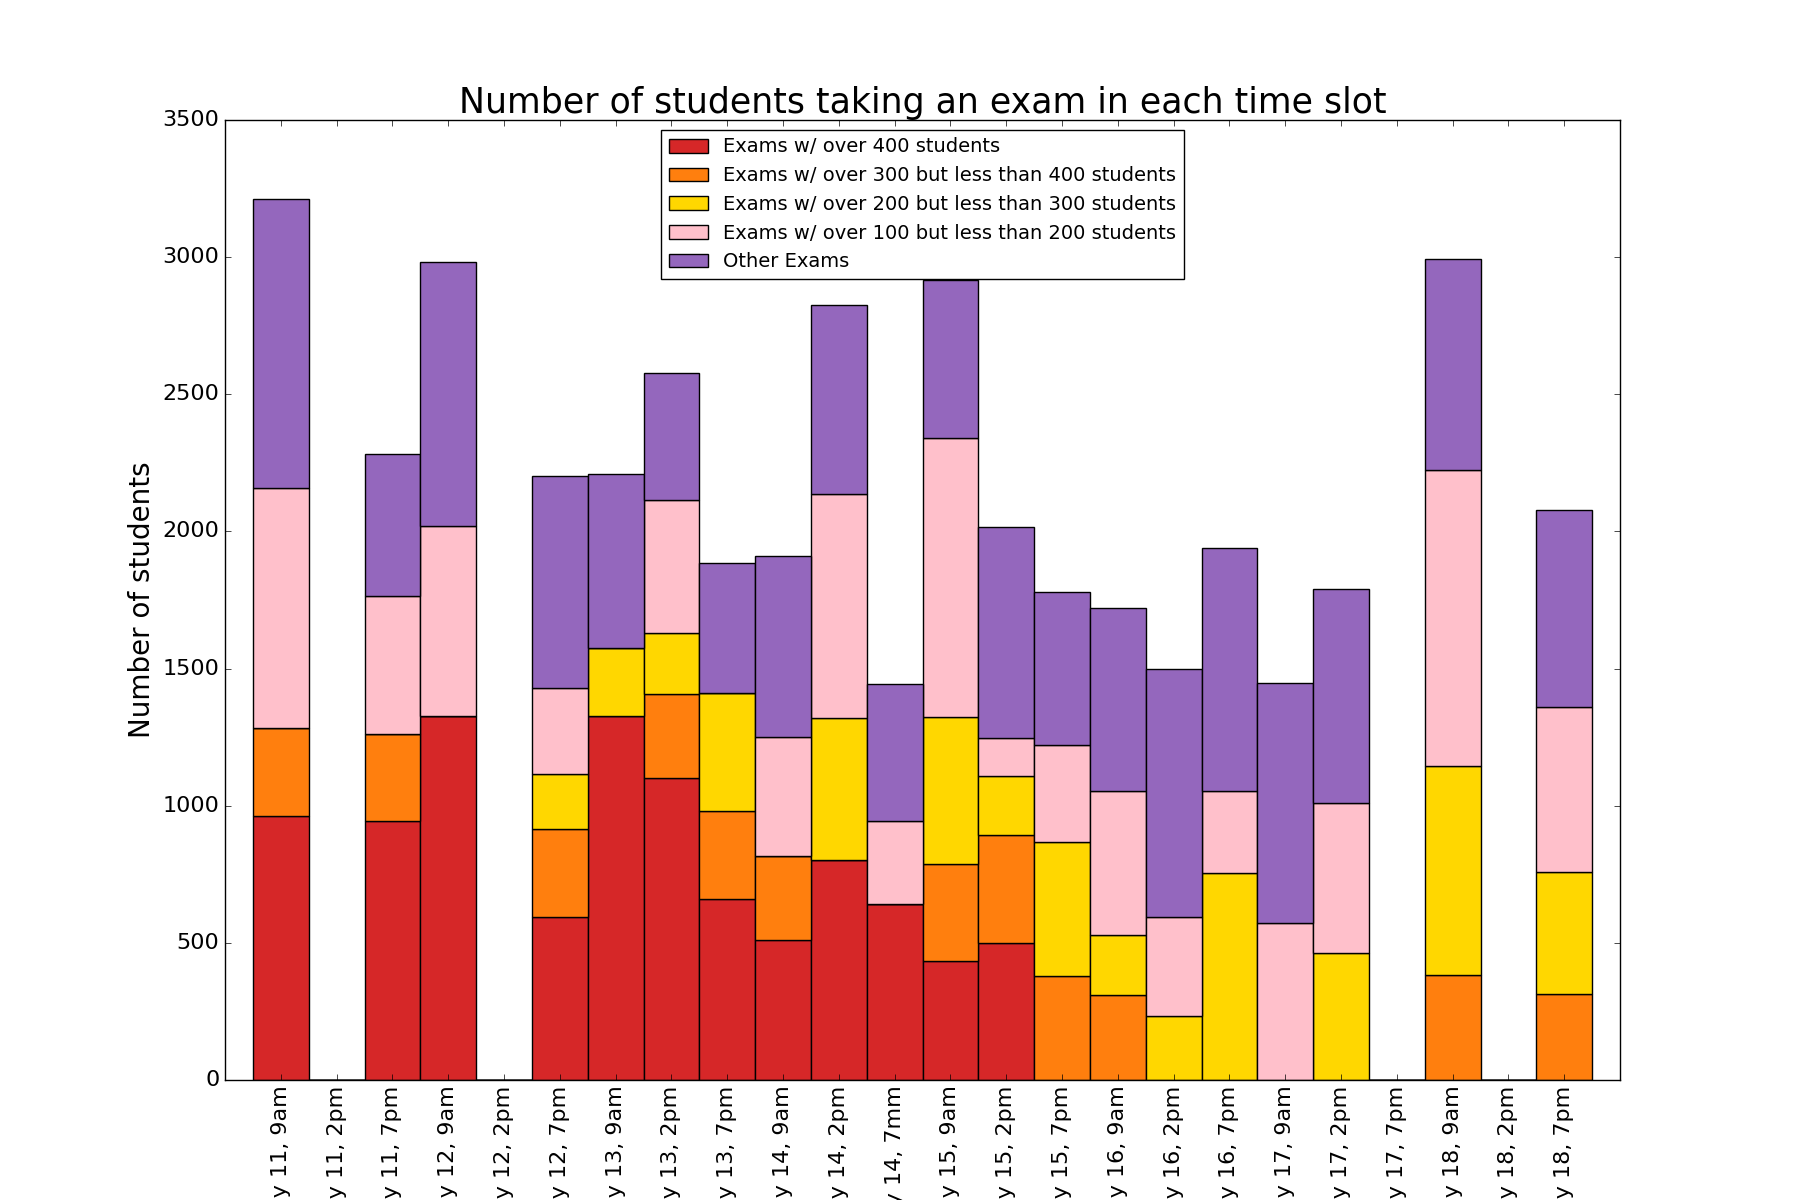 Number of students taking an exam in each time slot
Exams w/ over 400 students
Exams w/ over 300 but less than 400 students
Exams w/ over 200 but less than 300 students
Exams w/ over 100 but less than 200 students
Other Exams
Number of students
3500
3000
2500
2000
1500
1000
500
0
y 11, 9am
y 11, 2pm
y 11, 7pm
y 12, 9am
y 12, 2pm
y 12, 7pm
y 13, 9am
y 13, 2pm
y 13, 7pm
y 14, 9am
y 14, 2pm
y 14, 7mm
y 15, 9am
y 15, 2pm
y 15, 7pm
y 16, 9am
y 16, 2pm
y 16, 7pm
y 17, 9am
y 17, 2pm
y 17, 7pm
y 18, 9am
y 18, 2pm
y 18, 7pm